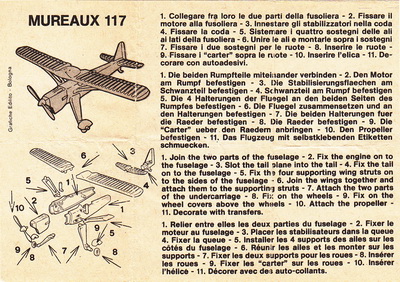 MUREAUX 117
Grafiche Edilio - Bologna
1. Collegare fra loro le due parti della fusoliera - 2. Fissare il
motore alla fusoliera - 3. Innestare gli stabilizzatori nella coda
4. Fissare la coda - 5. Sistemare i quattro sostegni delle ali
ai lati della fusoliera - 6. Unire le ali e montarle sopra i sostegni
7. Fissare i due sostegni per le ruote - 8. Inserire le ruote -
9. Fissare i "carter" sopra le ruote - 10. Inserire l'elica - 11. De-
corare con autoadesivi.
1. Die beiden Rumpfteile miteinander verbinden - 2. Den Motor
am Rumpf befestigen - 3. Die Stabilisierungsflaechen am
Schwanzteil befestigen - 4. Schwanzteil am Rumpf befestigen
5. Die 4 Halterungen der Fluegel an den beiden Seiten des
Rumpfes befestigen - 6. Die Fluegel zusammensetzen und an
den Halterungen befestigen - 7. Die beiden Halterungen fuer
die Raeder befestigen - 8. Die Raeder befestigen - 9. Die
"Carter" ueber den Raedern anbringen - 10. Den Propeller
befestigen - 11. Das Flugzeug mit selbstklebenden Etiketten
schmuecken.
1. Join the two parts of the fuselage - 2. Fix the engine on to
the fuselage - 3. Slot the tail plane into the tail - 4. Fix the tail
on to the fuselage - 5. Fix the four supporting wing struts on
to the sides of the fuselage - 6. Join the wings together and
attach them to the supporting struts - 7. Attach the two parts
of the undercarriage - 8. Fix on the wheels - 9. Fix on the
wheel covers above the wheels - 10. Attach the propeller -
11. Decorate with transfers.
1. Relier entre elles les deux parties du fuselage - 2. Fixer le
moteur au fuselage - 3. Placer les stabilisateurs dans la queue
4. Fixer la queue - 5. Installer les 4 supports des ailes sur les
côtés du fuselage - 6. Réunir les ailes et les monter sur les
supports - 7. Fixer les deux supports pour les roues - 8. Insérer
les roues - 9. Fixer les "carter" sur les roues - 10. Insérer
l'hélice - 11. Décorer avec des auto-collants.
6
3
4
5
1
2
10
1
9
8
5
7
8
9